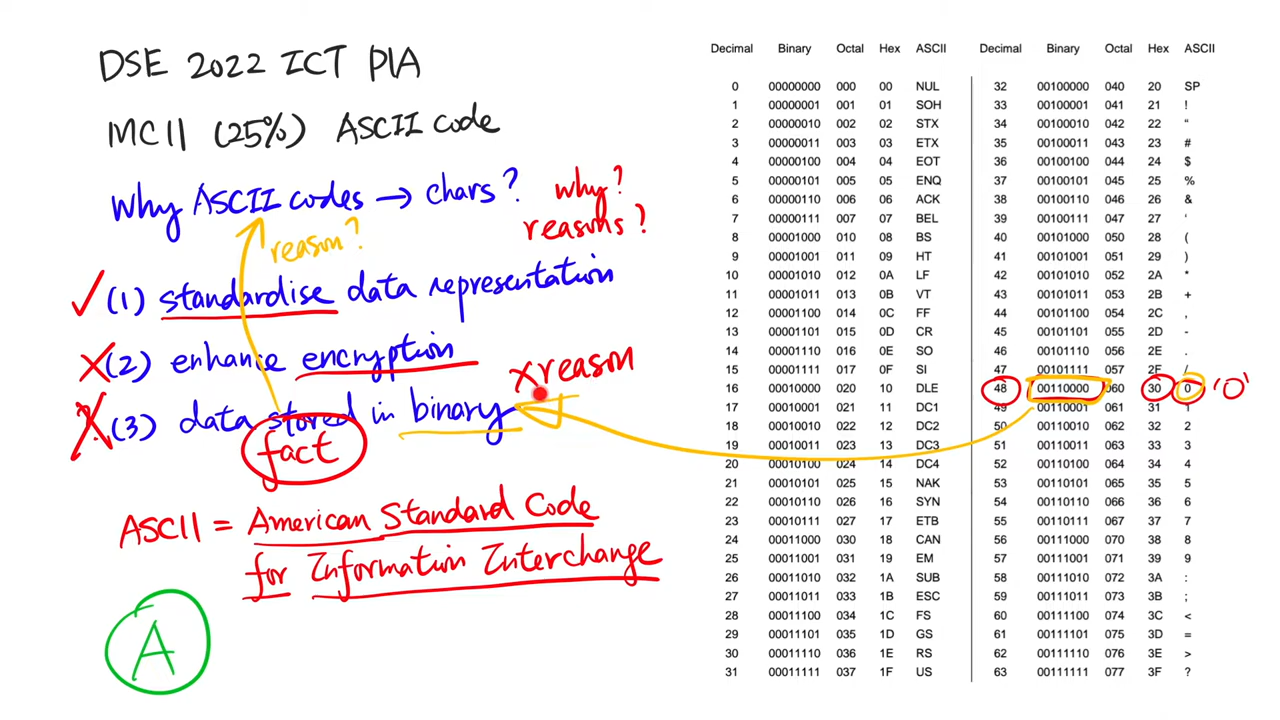 DSE 2022 ICT P1A
MC11 (25%) ASCII code
why ASCII codes → chars?
why?
reasons?
reason?
(1) standardise data representation
(2) enhance encryption
xreason
(3) data stored in binary
fact
ASCII = American Standard Code
for Information Interchange
A
Decimal Binary Octal Hex ASCII Decimal Binary Octal Hex ASCII
0 00000000 000 00 NUL 32 00100000 040 20 SP
1 00000001 001 01 SOH 33 00100001 041 21 !
2 00000010 002 02 STX 34 00100010 042 22 “
3 00000011 003 03 ETX 35 00100011 043 23 #
4 00000100 004 04 EOT 36 00100100 044 24 $
5 00000101 005 05 ENQ 37 00100101 045 25 %
6 00000110 006 06 ACK 38 00100110 046 26 &
7 00000111 007 07 BEL 39 00100111 047 27 ‘
8 00001000 010 08 BS 40 00101000 050 28 (
9 00001001 011 09 HT 41 00101001 051 29 )
10 00001010 012 0A LF 42 00101010 052 2A *
11 00001011 013 0B VT 43 00101011 053 2B +
12 00001100 014 0C FF 44 00101100 054 2C ,
13 00001101 015 0D CR 45 00101101 055 2D -
14 00001110 016 0E SO 46 00101110 056 2E .
15 00001111 017 0F SI 47 00101111 057 2F /
16 00010000 020 10 DLE 48 00110000 060 30 0 '0'
17 00010001 021 11 DC1 49 00110001 061 31 1
18 00010010 022 12 DC2 50 00110010 062 32 2
19 00010011 023 13 DC3 51 00110011 063 33 3
20 00010100 024 14 DC4 52 00110100 064 34 4
21 00010101 025 15 NAK 53 00110101 065 35 5
22 00010110 026 16 SYN 54 00110110 066 36 6
23 00010111 027 17 ETB 55 00110111 067 37 7
24 00011000 030 18 CAN 56 00111000 070 38 8
25 00011001 031 19 EM 57 00111001 071 39 9
26 00011010 032 1A SUB 58 00111010 072 3A :
27 00011011 033 1B ESC 59 00111011 073 3B ;
28 00011100 034 1C FS 60 00111100 074 3C <
29 00011101 035 1D GS 61 00111101 075 3D =
30 00011110 036 1E RS 62 00111110 076 3E >
31 00011111 037 1F US 63 00111111 077 3F ?